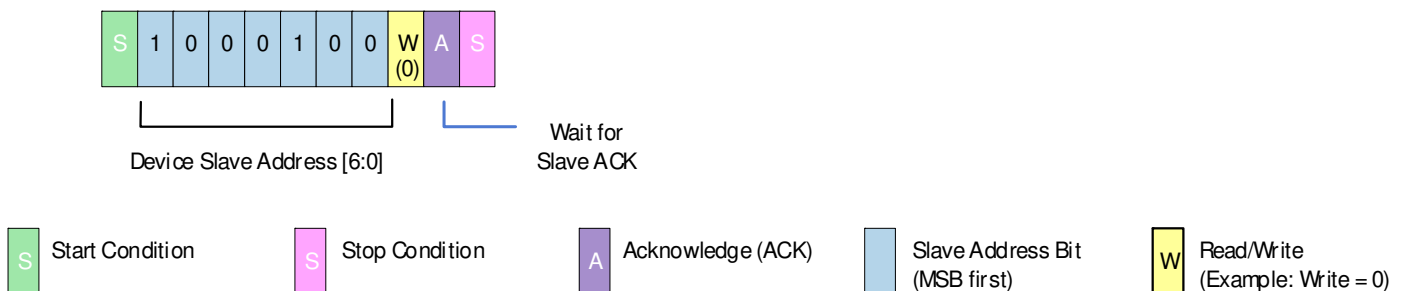 S 1 0 0 0 1 0 0 W A S
(0)
Wait for
Slave ACK
Device Slave Address [6:0]
S Start Condition
S Stop Condition
A Acknowledge (ACK)
Slave Address Bit
(MSB first)
W Read/Write
(Example: Write = 0)